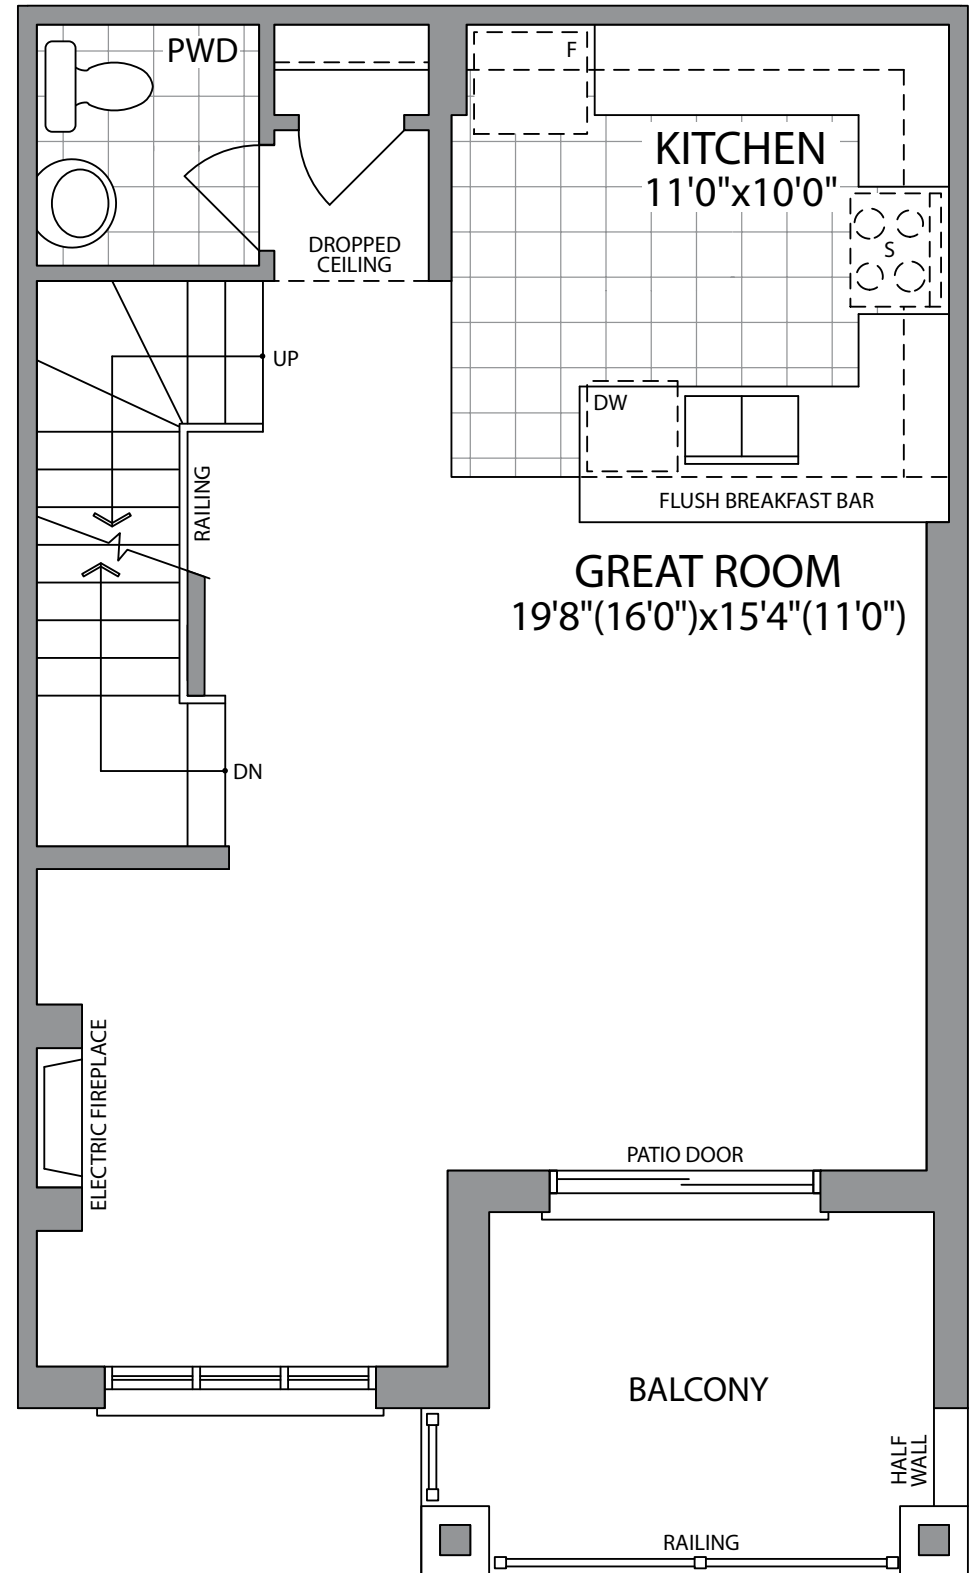 PWD
F
KITCHEN
11'0"x10'0"
DROPPED
CEILING
S
UP
DW
RAILING
FLUSH BREAKFAST BAR
GREAT ROOM
19'8"(16'0")x15'4"(11'0")
DN
ELECTRIC FIREPLACE
PATIO DOOR
BALCONY
HALF
WALL
RAILING